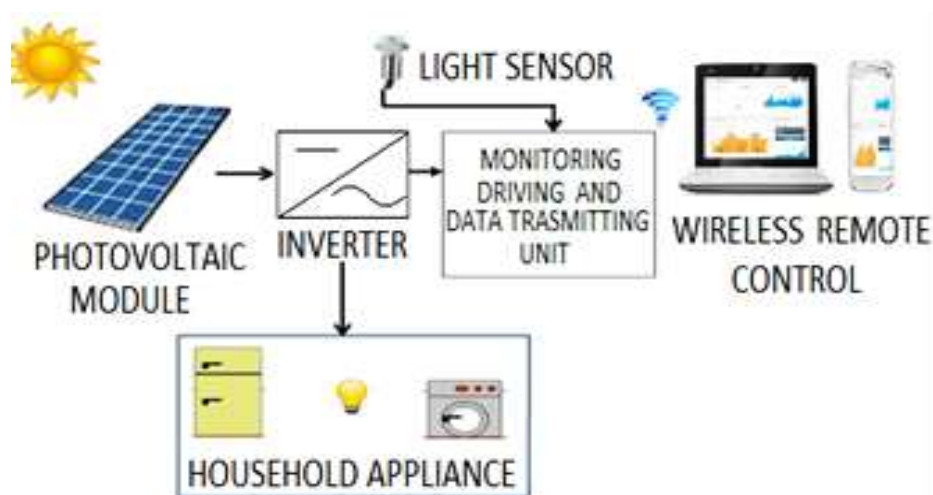 LIGHT SENSOR
MONITORING
DRIVING AND
DATA TRASMITTING
UNIT
WIRELESS REMOTE
CONTROL
PHOTOVOLTAIC
MODULE
INVERTER
HOUSEHOLD APPLIANCE